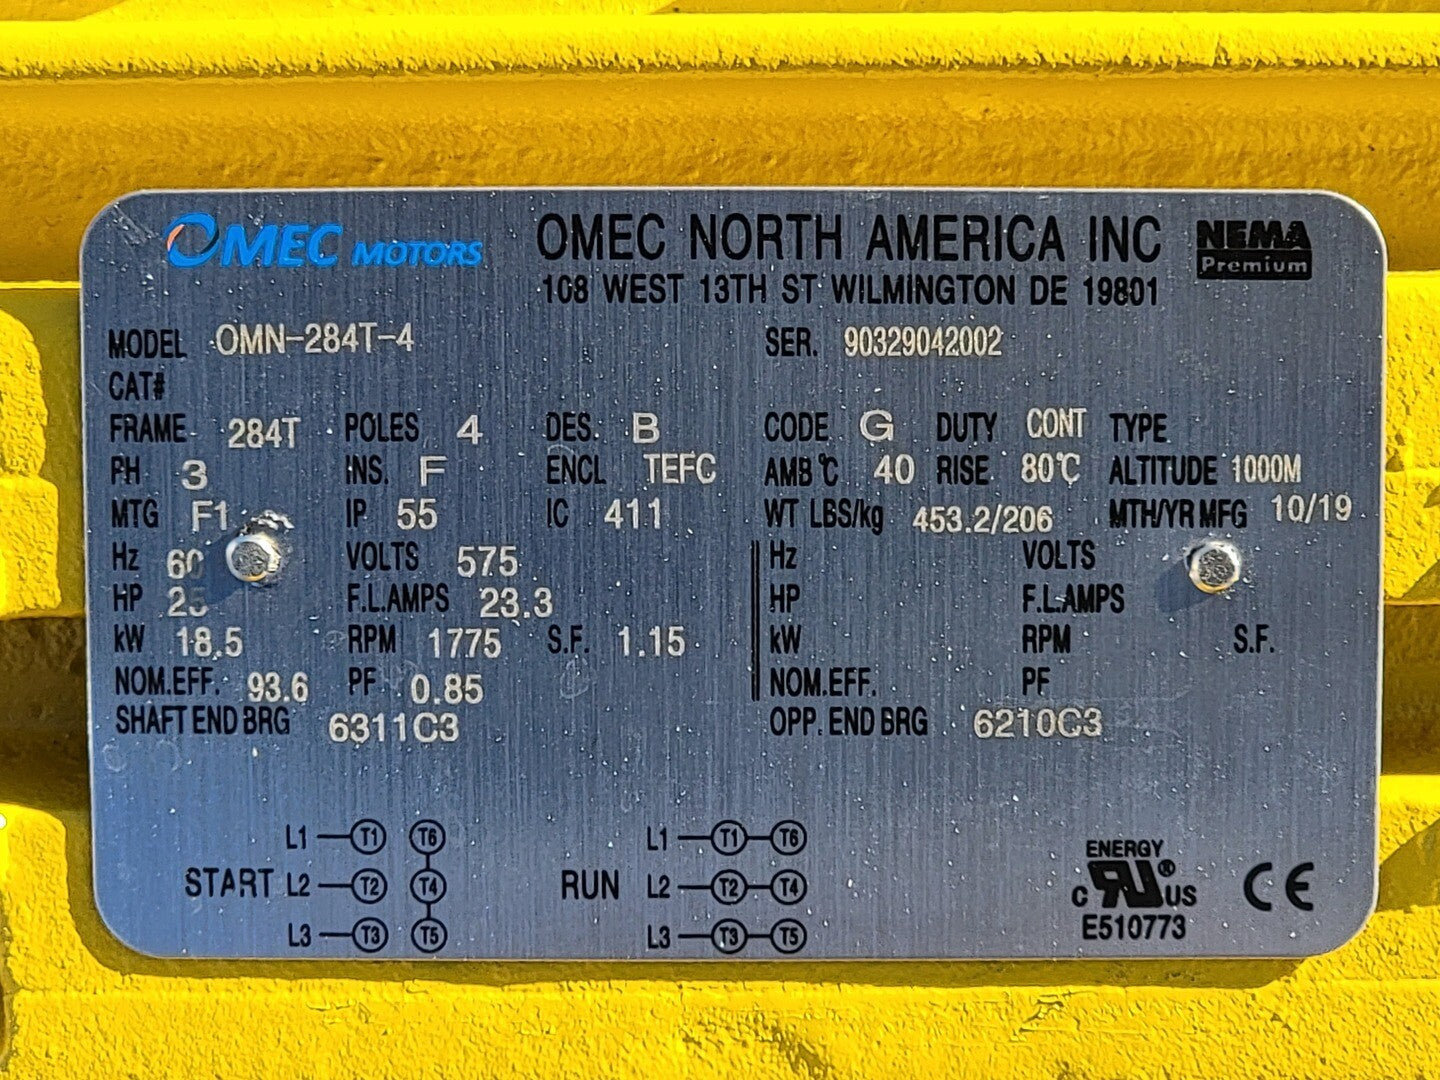 OMEC MOTORS OMEC NORTH AMERICA INC NEMA Premium
108 WEST 13TH ST WILMINGTON DE 19801
MODEL OMN-284T-4 SER. 90329042002
CAT#
FRAME 284T POLES 4 DES. B CODE G DUTY CONT TYPE
PH 3 INS. F ENCL TEFC AMB °C 40 RISE 80°C ALTITUDE 1000M
MTG F1 IP 55 IC 411 WT LBS/kg 453.2/206 MTH/YR MFG 10/19
Hz 60 VOLTS 575 Hz VOLTS
HP 25 F.L.AMPS 23.3 HP F.L.AMPS
kW 18.5 RPM 1775 S.F. 1.15 kW RPM S.F.
NOM.EFF. 93.6 PF 0.85 NOM.EFF. PF
SHAFT END BRG 6311C3 OPP. END BRG 6210C3
L1 T1 T6 L1 T1 T6
START L2 T2 T4 RUN L2 T2 T4
L3 T3 T5 L3 T3 T5
ENERGY
C RU ® US CE
E510773